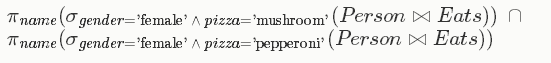 π_name(σ_gender='female' ∧ pizza='mushroom'(Person ⋈ Eats)) ∩
π_name(σ_gender='female' ∧ pizza='pepperoni'(Person ⋈ Eats))